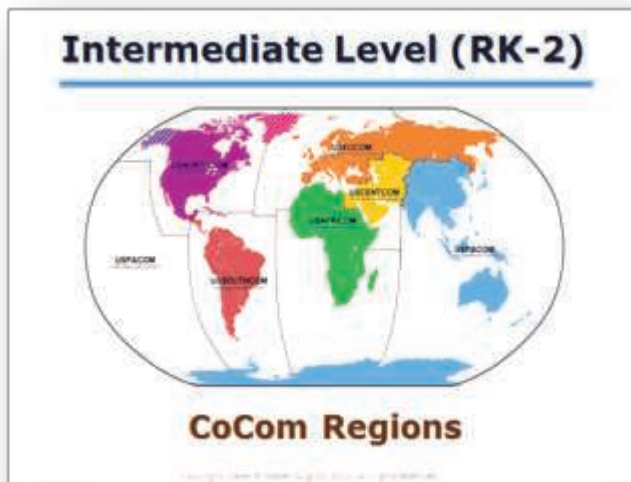 Intermediate Level (RK-2)
USNORTHCOM
USEUCOM
USCENTCOM
USAFRICOM
USPACOM
USPACOM
USSOUTHCOM
CoCom Regions